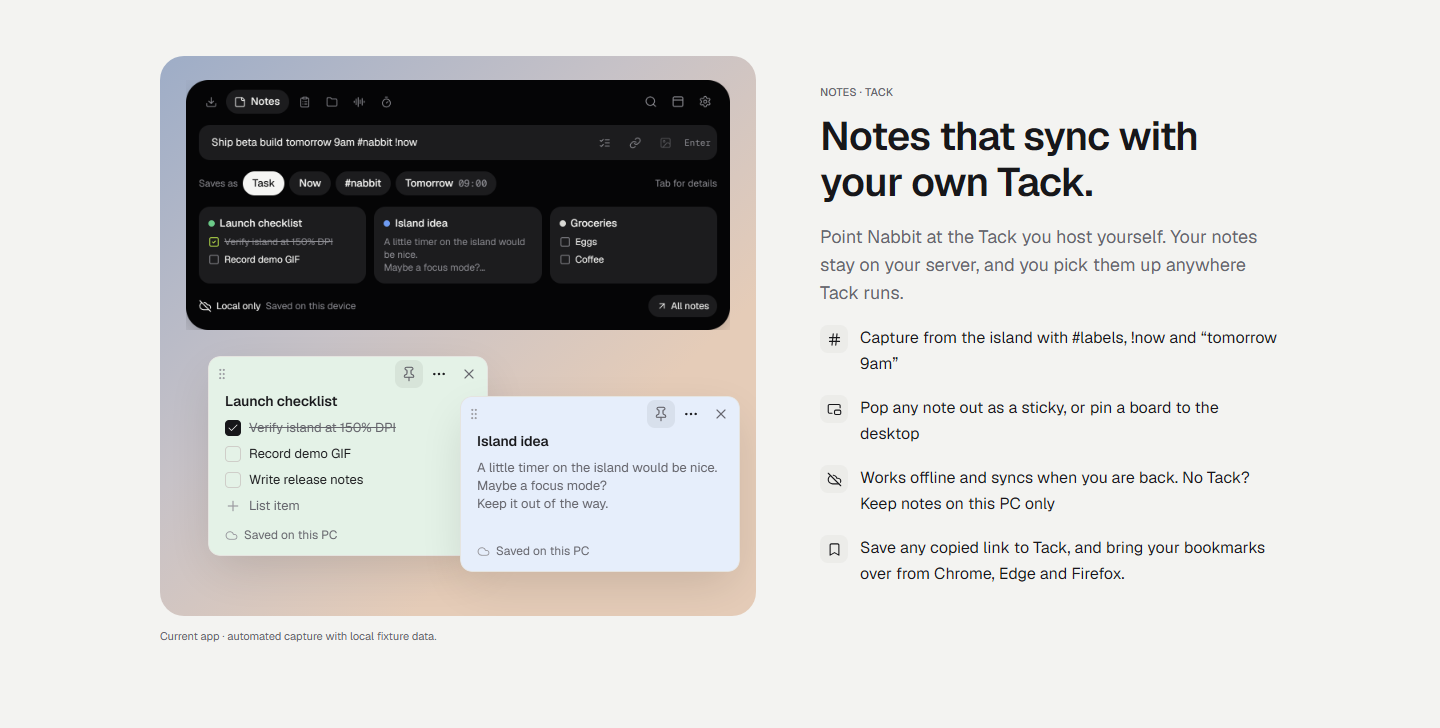 Notes
Ship beta build tomorrow 9am #nabbit !now
Enter
Saves as Task Now #nabbit Tomorrow 09:00 Tab for details
Launch checklist
Verify island at 150% DPI
Record demo GIF
Island idea
A little timer on the island would
be nice.
Maybe a focus mode?...
Groceries
Eggs
Coffee
Local only Saved on this device
All notes
Launch checklist
Verify island at 150% DPI
Record demo GIF
Write release notes
List item
Saved on this PC
Island idea
A little timer on the island would be nice.
Maybe a focus mode?
Keep it out of the way.
Saved on this PC
Current app · automated capture with local fixture data.
NOTES · TACK
Notes that sync with
your own Tack.
Point Nabbit at the Tack you host yourself. Your notes
stay on your server, and you pick them up anywhere
Tack runs.
Capture from the island with #labels, !now and “tomorrow
9am”
Pop any note out as a sticky, or pin a board to the
desktop
Works offline and syncs when you are back. No Tack?
Keep notes on this PC only
Save any copied link to Tack, and bring your bookmarks
over from Chrome, Edge and Firefox.